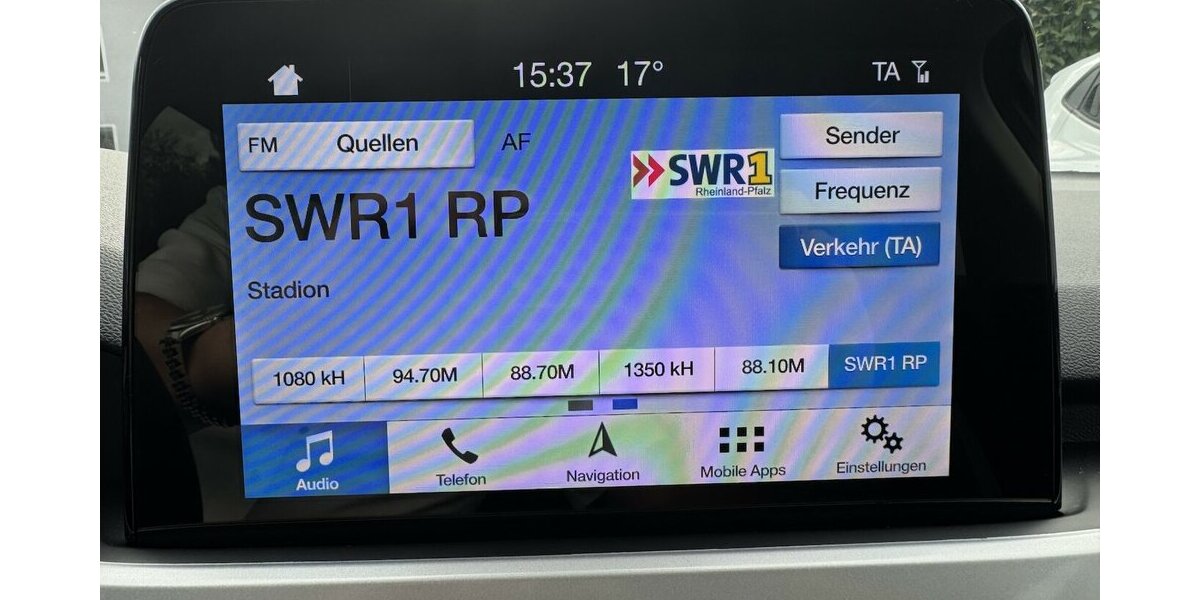 15:37 17° TA
FM Quellen AF
SWR1
Rheinland-Pfalz
Sender
Frequenz
Verkehr (TA)
SWR1 RP
Stadion
1080 kH 94.70M 88.70M 1350 kH 88.10M SWR1 RP
Audio Telefon Navigation Mobile Apps Einstellungen